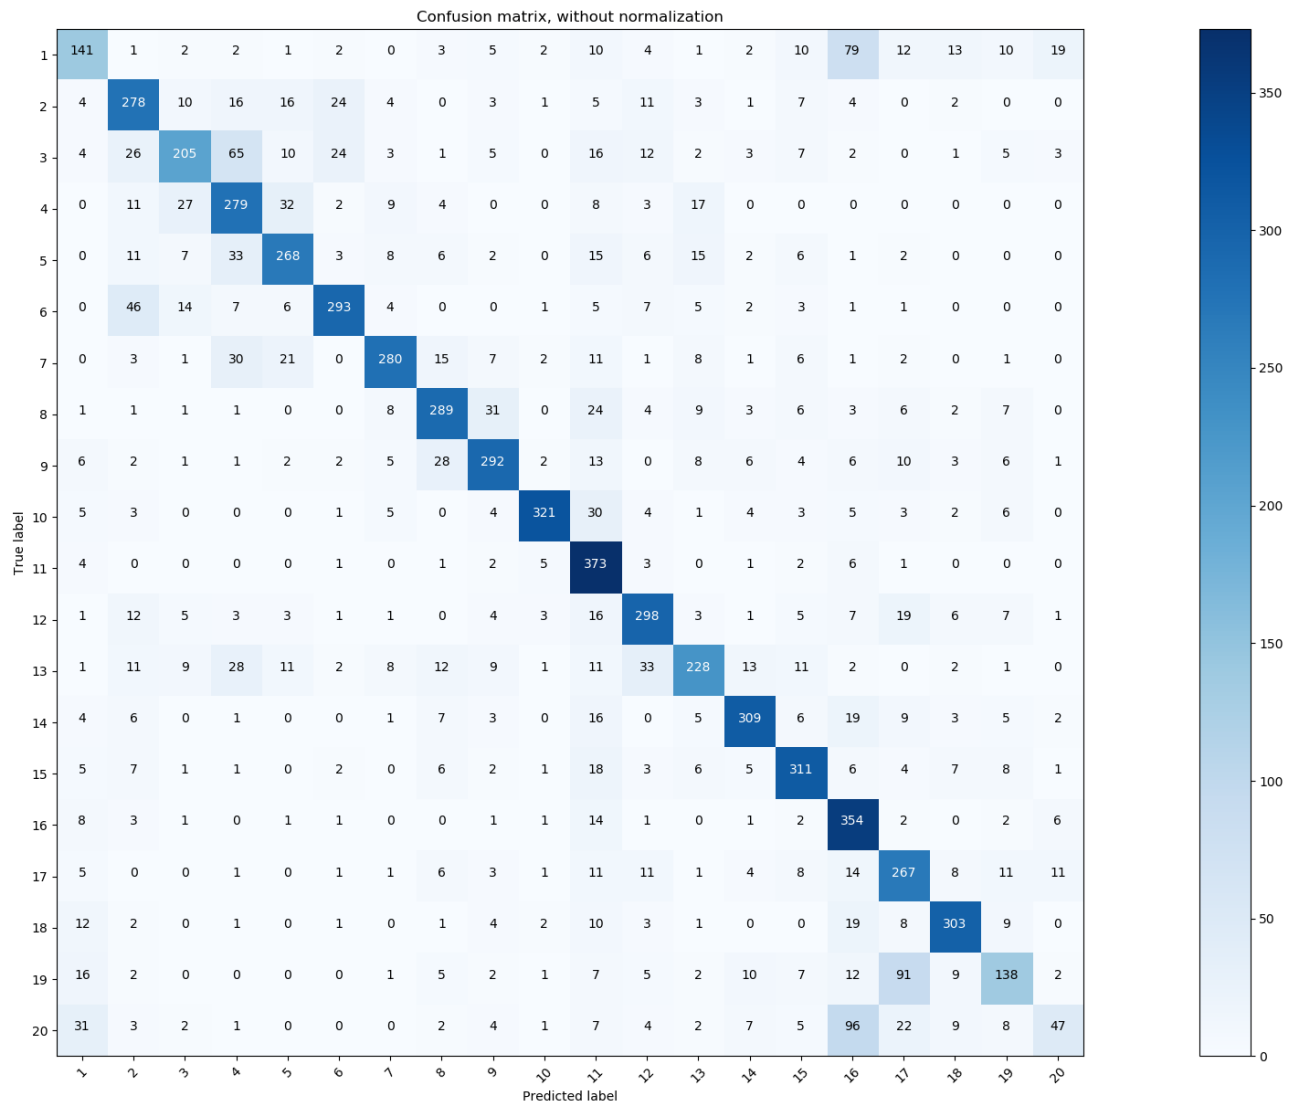 Confusion matrix, without normalization
1 141 1 2 2 1 2 0 3 5 2 10 4 1 2 10 79 12 13 10 19
2 4 278 10 16 16 24 4 0 3 1 5 11 3 1 7 4 0 2 0 0
3 4 26 205 65 10 24 3 1 5 0 16 12 2 3 7 2 0 1 5 3
4 0 11 27 279 32 2 9 4 0 0 8 3 17 0 0 0 0 0 0 0
5 0 11 7 33 268 3 8 6 2 0 15 6 15 2 6 1 2 0 0 0
6 0 46 14 7 6 293 4 0 0 1 5 7 5 2 3 1 1 0 0 0
7 0 3 1 30 21 0 280 15 7 2 11 1 8 1 6 1 2 0 1 0
8 1 1 1 1 0 0 8 289 31 0 24 4 9 3 6 3 6 2 7 0
9 6 2 1 1 2 2 5 28 292 2 13 0 8 6 4 6 10 3 6 1
10 5 3 0 0 0 1 5 0 4 321 30 4 1 4 3 5 3 2 6 0
11 4 0 0 0 0 1 0 1 2 5 373 3 0 1 2 6 1 0 0 0
12 1 12 5 3 3 1 1 0 4 3 16 298 3 1 5 7 19 6 7 1
13 1 11 9 28 11 2 8 12 9 1 11 33 228 13 11 2 0 2 1 0
14 4 6 0 1 0 0 1 7 3 0 16 0 5 309 6 19 9 3 5 2
15 5 7 1 1 0 2 0 6 2 1 18 3 6 5 311 6 4 7 8 1
16 8 3 1 0 1 1 0 0 1 1 14 1 0 1 2 354 2 0 2 6
17 5 0 0 1 0 1 1 6 3 1 11 11 1 4 8 14 267 8 11 11
18 12 2 0 1 0 1 0 1 4 2 10 3 1 0 0 19 8 303 9 0
19 16 2 0 0 0 0 1 5 2 1 7 5 2 10 7 12 91 9 138 2
20 31 3 2 1 0 0 0 2 4 1 7 4 2 7 5 96 22 9 8 47
1 2 3 4 5 6 7 8 9 10 11 12 13 14 15 16 17 18 19 20
Predicted label
True label
350
300
250
200
150
100
50
0